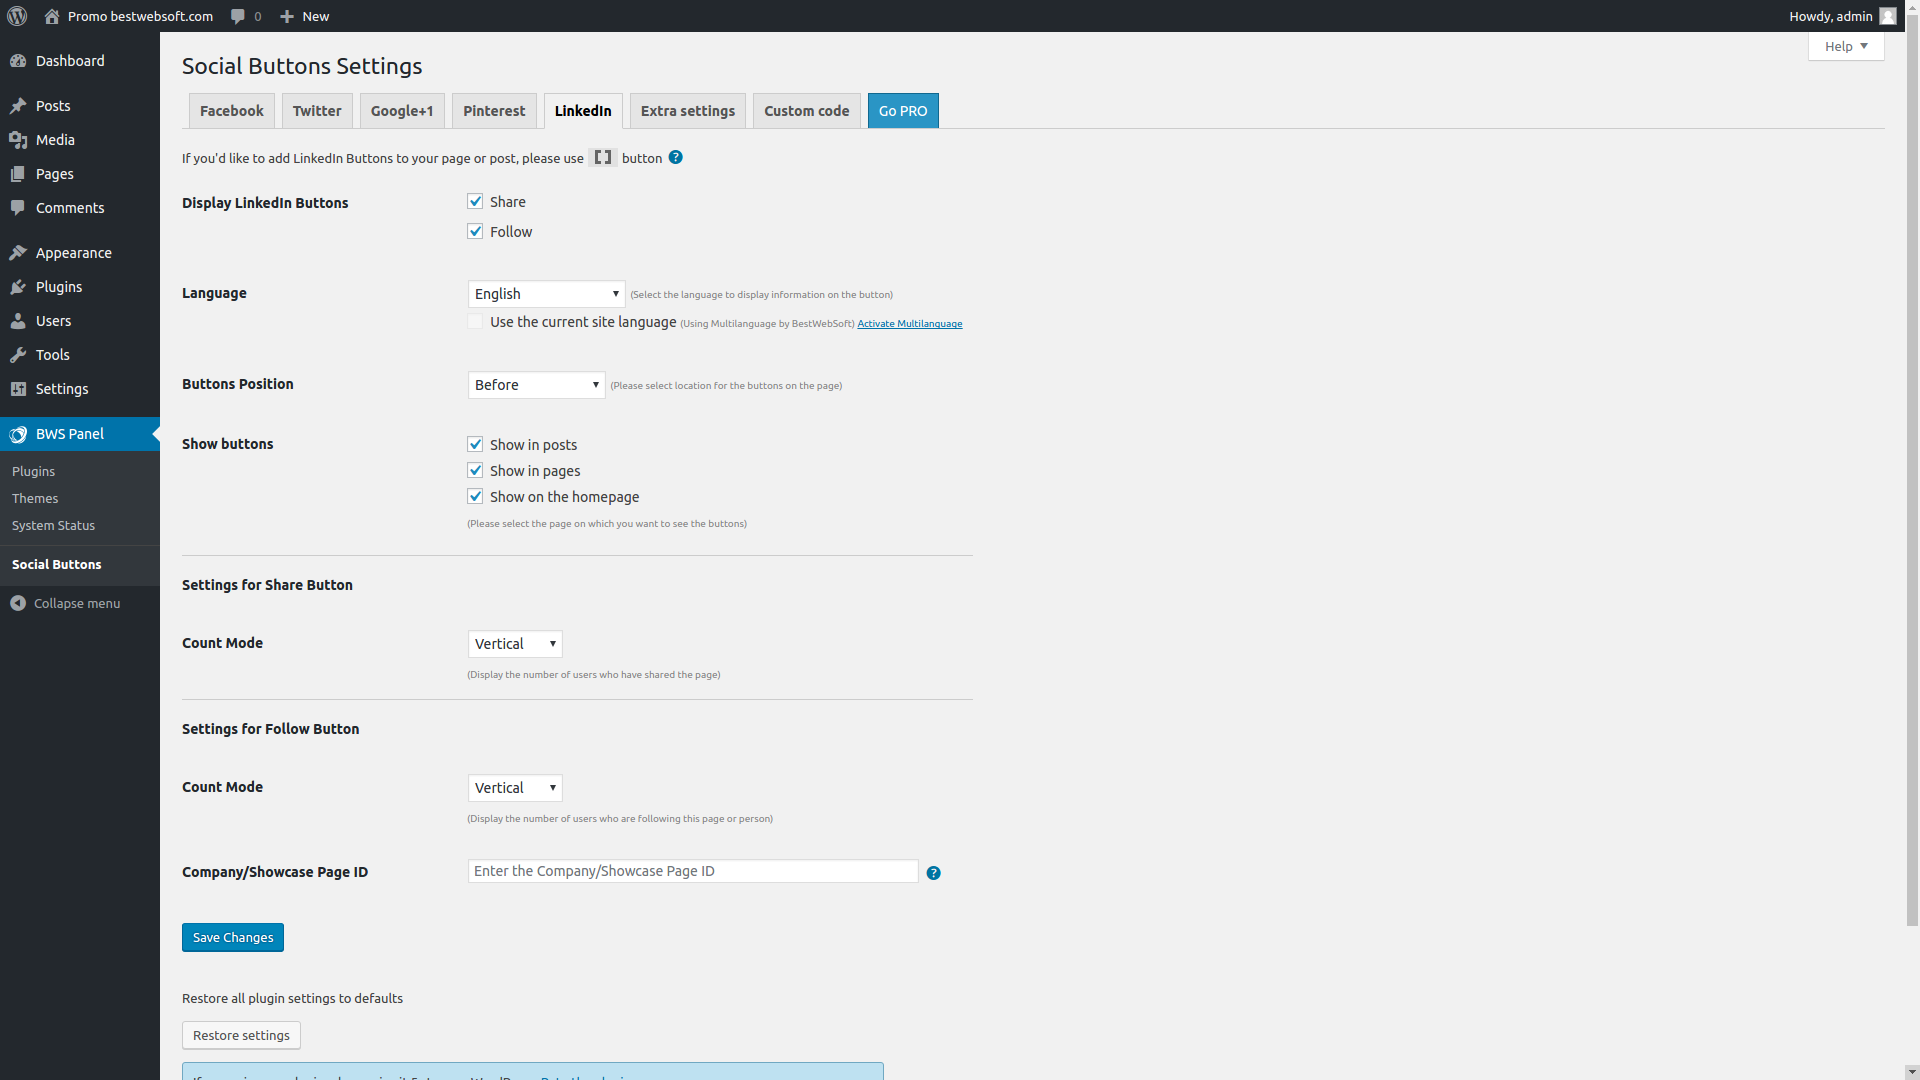 Promo bestwebsoft.com 0 New Howdy, admin
Help
Dashboard
Posts
Media
Pages
Comments
Appearance
Plugins
Users
Tools
Settings
BWS Panel
Plugins
Themes
System Status
Social Buttons
Collapse menu
Social Buttons Settings
Facebook Twitter Google+1 Pinterest LinkedIn Extra settings Custom code Go PRO
If you'd like to add LinkedIn Buttons to your page or post, please use [] button ?
Display LinkedIn Buttons Share
Follow
Language English (Select the language to display information on the button)
Use the current site language (Using Multilanguage by BestWebSoft) Activate Multilanguage
Buttons Position Before (Please select location for the buttons on the page)
Show buttons Show in posts
Show in pages
Show on the homepage
(Please select the page on which you want to see the buttons)
Settings for Share Button
Count Mode Vertical
(Display the number of users who have shared the page)
Settings for Follow Button
Count Mode Vertical
(Display the number of users who are following this page or person)
Company/Showcase Page ID Enter the Company/Showcase Page ID ?
Save Changes
Restore all plugin settings to defaults
Restore settings